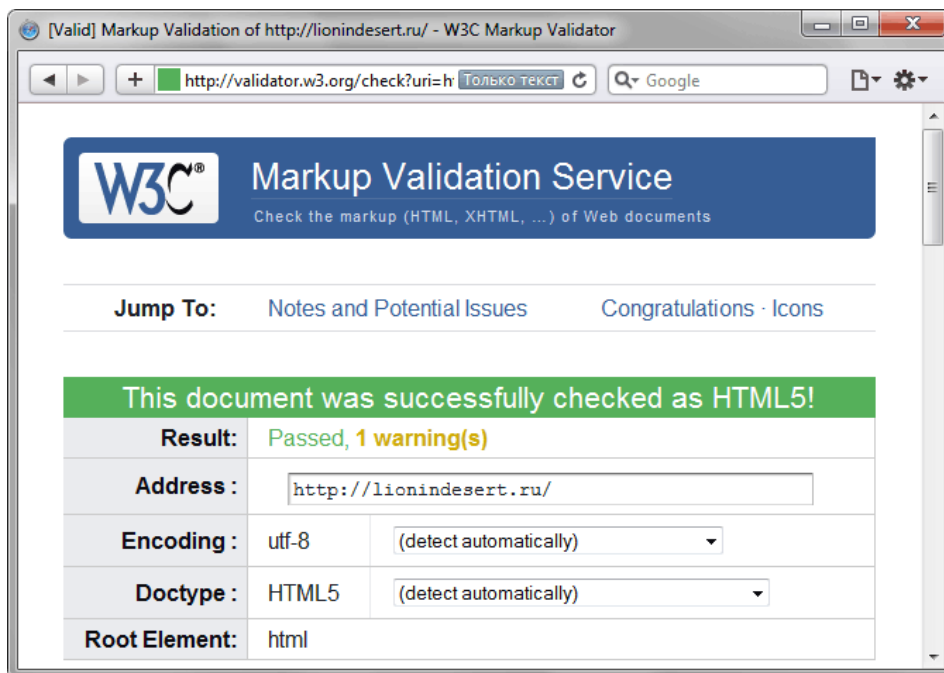 [Valid] Markup Validation of http://lionindesert.ru/ - W3C Markup Validator
http://validator.w3.org/check?uri=h Только текст Google
W3C® Markup Validation Service
Check the markup (HTML, XHTML, …) of Web documents
Jump To: Notes and Potential Issues Congratulations · Icons
This document was successfully checked as HTML5!
Result: Passed, 1 warning(s)
Address : http://lionindesert.ru/
Encoding : utf-8 (detect automatically)
Doctype : HTML5 (detect automatically)
Root Element: html